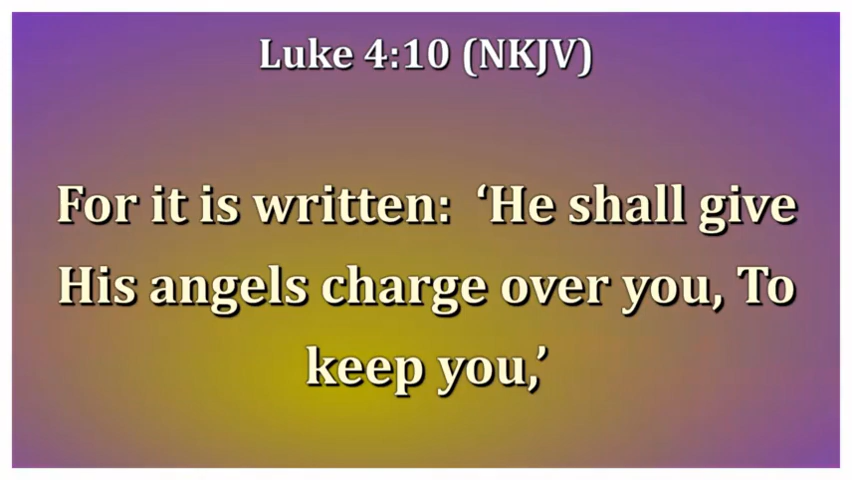 Luke 4:10 (NKJV)
For it is written:  ‘He shall give
His angels charge over you, To
keep you,’